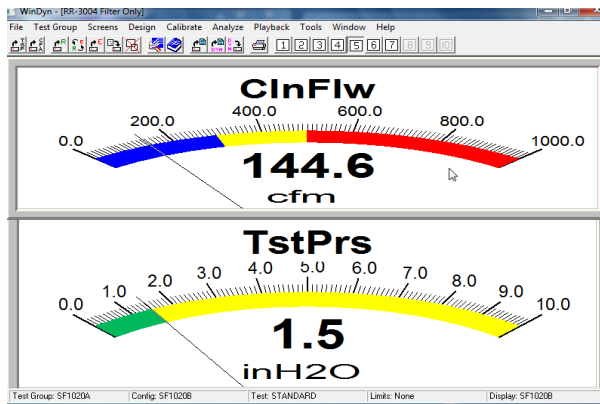 WinDyn - [RR-3004 Filter Only]
File Test Group Screens Design Calibrate Analyze Playback Tools Window Help
1 2 3 4 5 6 7 8 9 10
ClnFlw
0.0 200.0 400.0 600.0 800.0 1000.0
144.6
cfm
TstPrs
0.0 1.0 2.0 3.0 4.0 5.0 6.0 7.0 8.0 9.0 10.0
1.5
inH2O
Test Group: SF1020A Config: SF1020B Test: STANDARD Limits: None Display: SF1020B